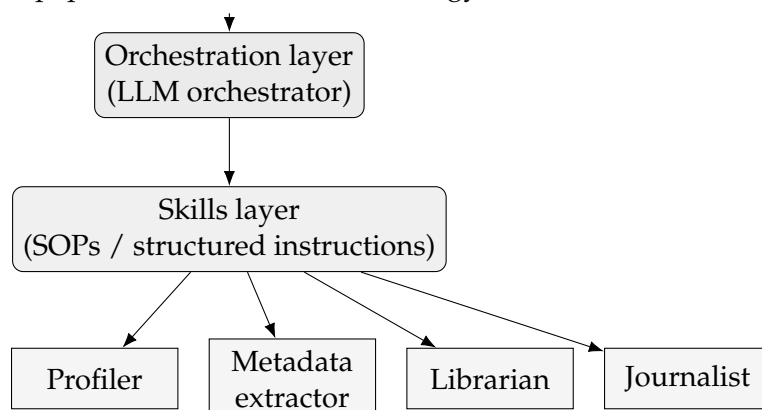 Orchestration layer
(LLM orchestrator)
Skills layer
(SOPs / structured instructions)
Profiler
Metadata
extractor
Librarian
Journalist